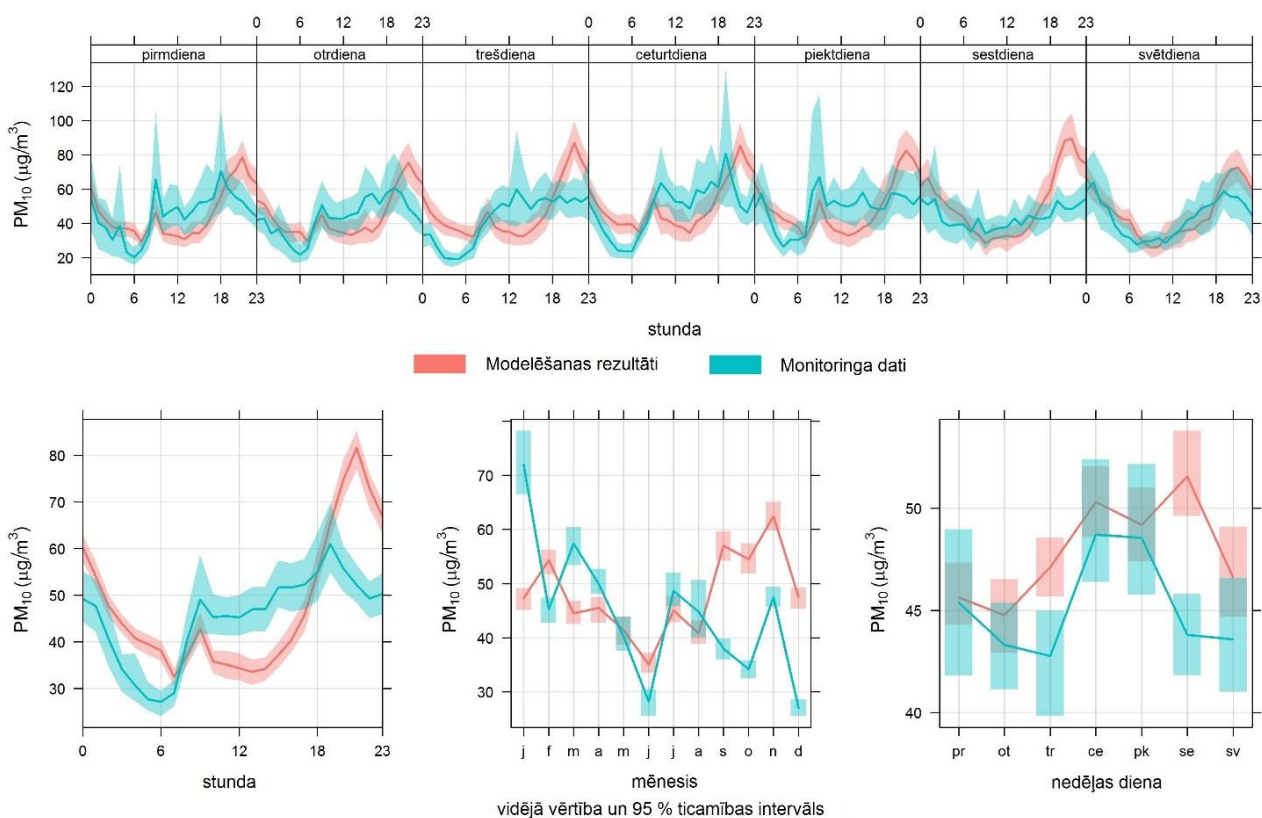 0 6 12 18 23 0 6 12 18 23 0 6 12 18 23
pirmdiena otrdiena trešdiena ceturtdiena piektdiena sestdiena svētdiena
120
100
80
60
40
20
PM10 (µg/m3)
0 6 12 18 23 0 6 12 18 23 0 6 12 18 23 0 6 12 18 23
stunda
Modelēšanas rezultāti Monitoringa dati
80
70
60
50
40
30
PM10 (µg/m3)
0 6 12 18 23
stunda
70
60
50
40
30
PM10 (µg/m3)
j f m a m j j a s o n d
mēnesis
50
45
40
PM10 (µg/m3)
pr ot tr ce pk se sv
nedēļas diena
vidējā vērtība un 95 % ticamības intervāls